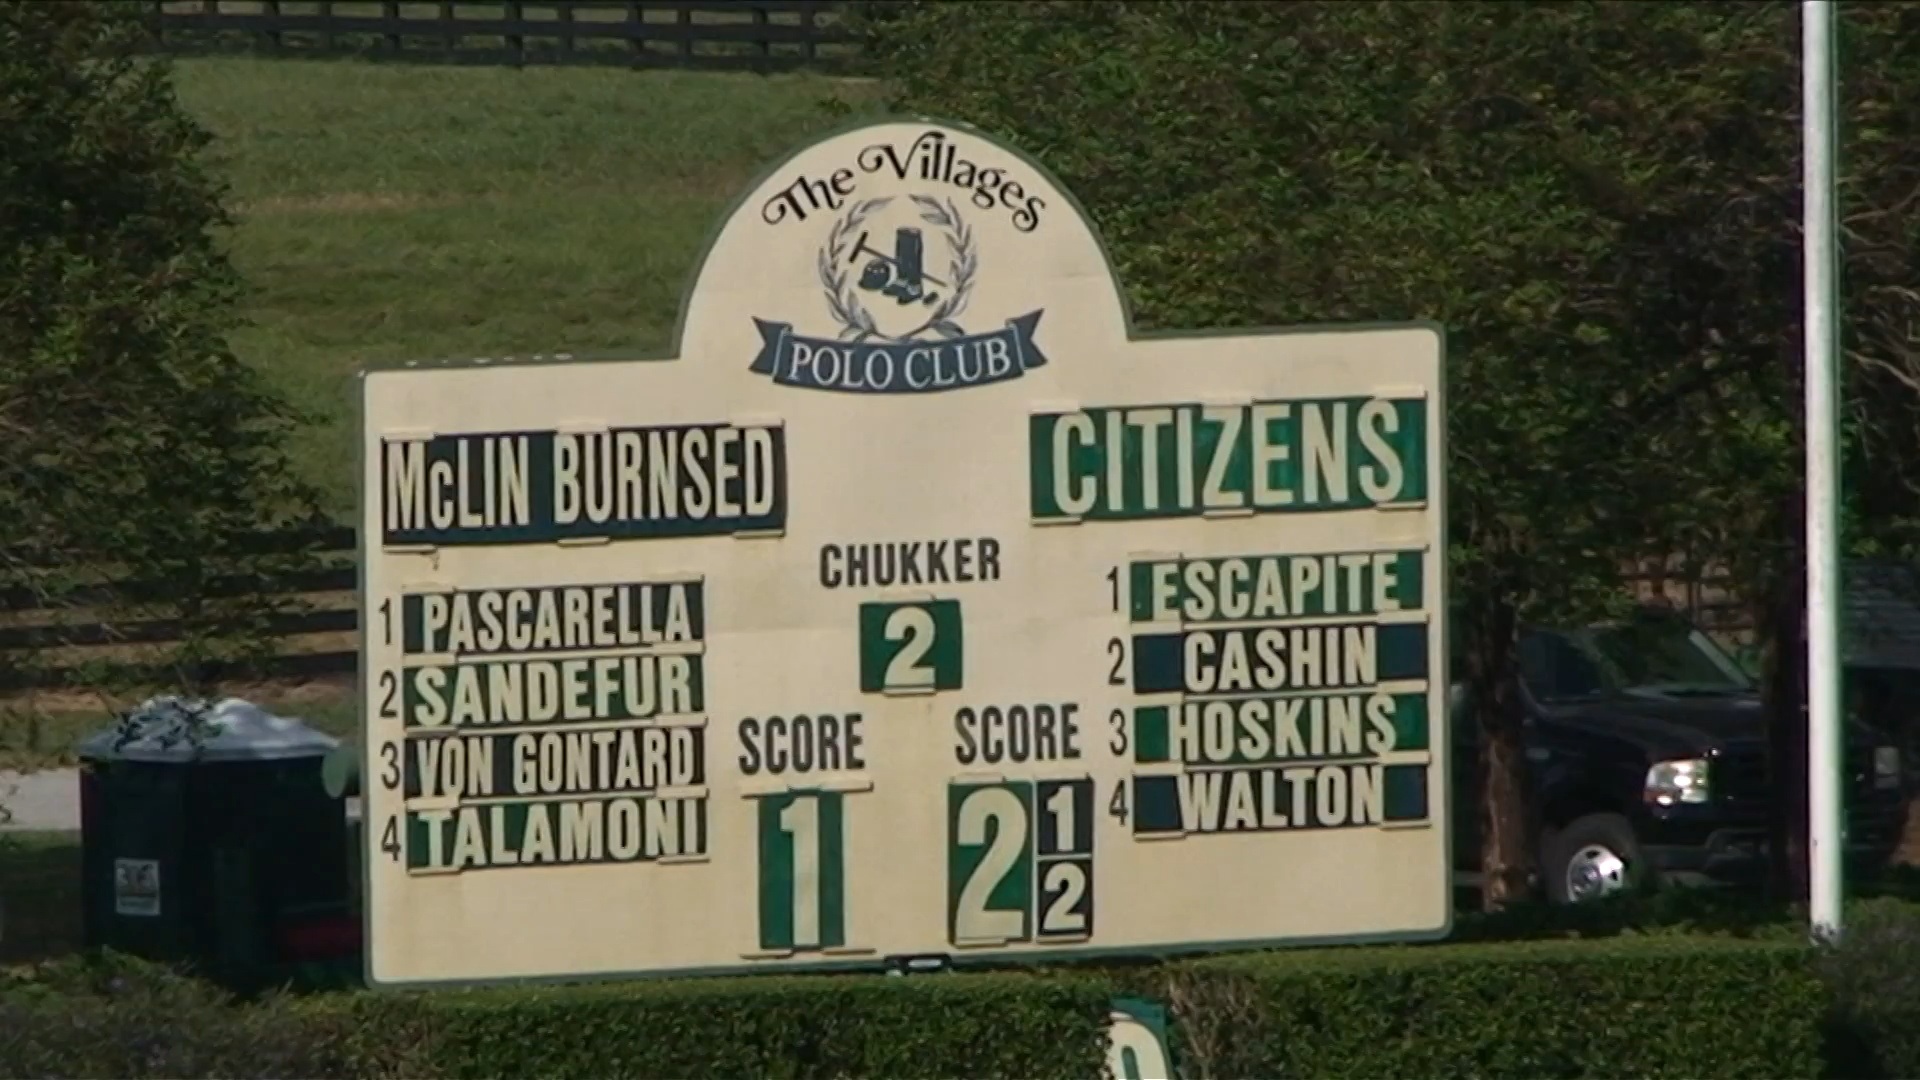 The Villages
POLO CLUB
McLIN BURNSED
CITIZENS
CHUKKER
2
1 PASCARELLA
2 SANDEFUR
3 VON GONTARD
4 TALAMONI
1 ESCAPITE
2 CASHIN
3 HOSKINS
4 WALTON
SCORE
1
SCORE
2 1
2